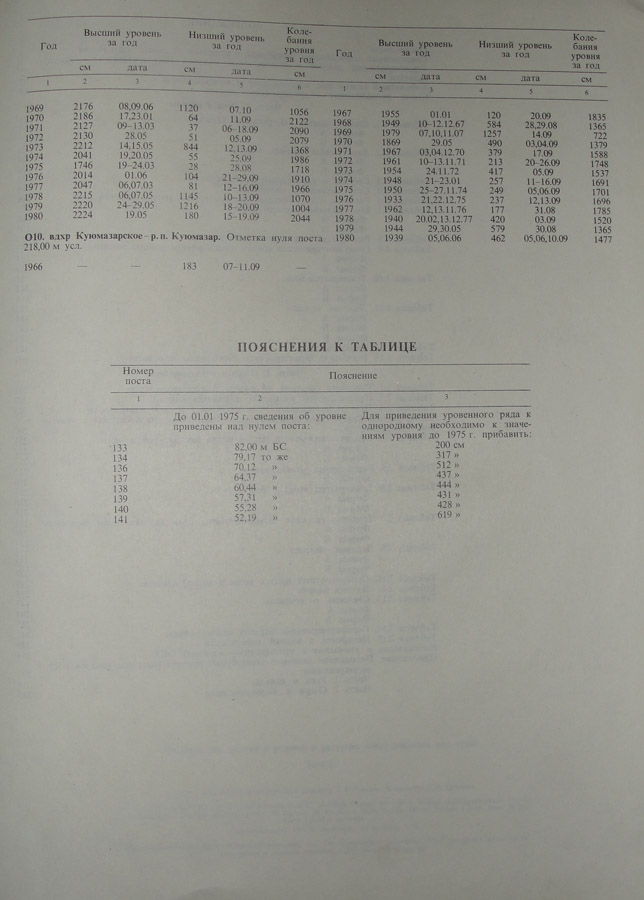 Год Высший уровень за год Низший уровень за год Колебания уровня за год Год Высший уровень за год Низший уровень за год Колебания уровня за год
см дата см дата см см дата см дата см
1 2 3 4 5 6 1 2 3 4 5 6
1969 2176 08,09.06 1120 07.10 1056 1967 1955 01.01 120 20.09 1835
1970 2186 17,23.01 64 11.09 2122 1968 1949 10–12.12.67 584 28,29.08 1365
1971 2127 09–13.03 37 06–18.09 2090 1969 1979 07,10,11.07 1257 14.09 722
1972 2130 28.05 51 05.09 2079 1970 1869 29.05 490 03,04.09 1379
1973 2212 14,15.05 844 12,13.09 1368 1971 1967 03,04.12.70 379 17.09 1588
1974 2041 19,20.05 55 25.09 1986 1972 1961 10–13.11.71 213 20–26.09 1748
1975 1746 19–24.03 28 28.08 1718 1973 1954 24.11.72 417 05.09 1537
1976 2014 01.06 104 21–29.09 1910 1974 1948 21–23.01 257 11–16.09 1691
1977 2047 06,07.03 81 12–16.09 1966 1975 1950 25–27.11.74 249 05,06.09 1701
1978 2215 06,07.05 1145 10–13.09 1070 1976 1933 21,22.12.75 237 12,13.09 1696
1979 2220 24–29.05 1216 18–20.09 1004 1977 1962 12,13.11.76 177 31.08 1785
1980 2224 19.05 180 15–19.09 2044 1978 1940 20.02,13.12.77 420 03.09 1520
1979 1944 29,30.05 579 30.08 1365
О10. вдхр Куюмазарское – р. п. Куюмазар. Отметка нуля поста 1980 1939 05,06.06 462 05,06,10.09 1477
218,00 м усл.
1966 — — 183 07–11.09 —
ПОЯСНЕНИЯ К ТАБЛИЦЕ
Номер поста Пояснение
1 2 3
До 01.01 1975 г. сведения об уровне Для приведения уровенного ряда к
приведены над нулем поста: однородному необходимо к значе-
ниям уровня до 1975 г. прибавить:
133 82,00 м БС 200 см
134 79,17 то же 317 »
136 70,12 » 512 »
137 64,37 » 437 »
138 60,44 » 444 »
139 57,31 » 431 »
140 55,28 » 428 »
141 52,19 » 619 »